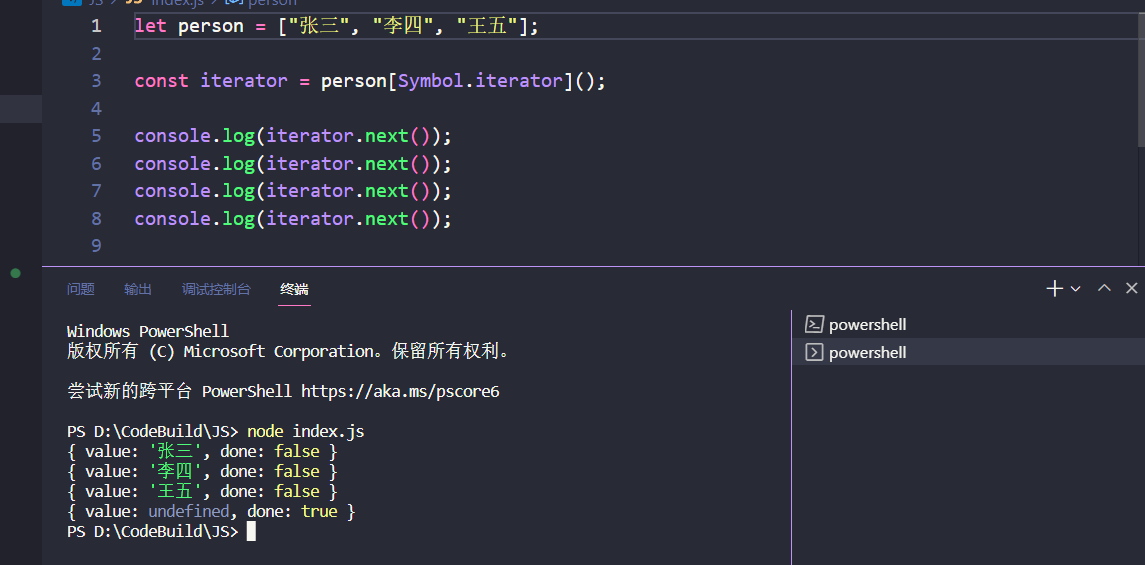 JS > index.js > person
1 let person = ["张三", "李四", "王五"];
2
3 const iterator = person[Symbol.iterator]();
4
5 console.log(iterator.next());
6 console.log(iterator.next());
7 console.log(iterator.next());
8 console.log(iterator.next());
9
问题 输出 调试控制台 终端
Windows PowerShell
版权所有 (C) Microsoft Corporation。保留所有权利。
尝试新的跨平台 PowerShell https://aka.ms/pscore6
PS D:\CodeBuild\JS> node index.js
{ value: '张三', done: false }
{ value: '李四', done: false }
{ value: '王五', done: false }
{ value: undefined, done: true }
PS D:\CodeBuild\JS>
powershell
powershell